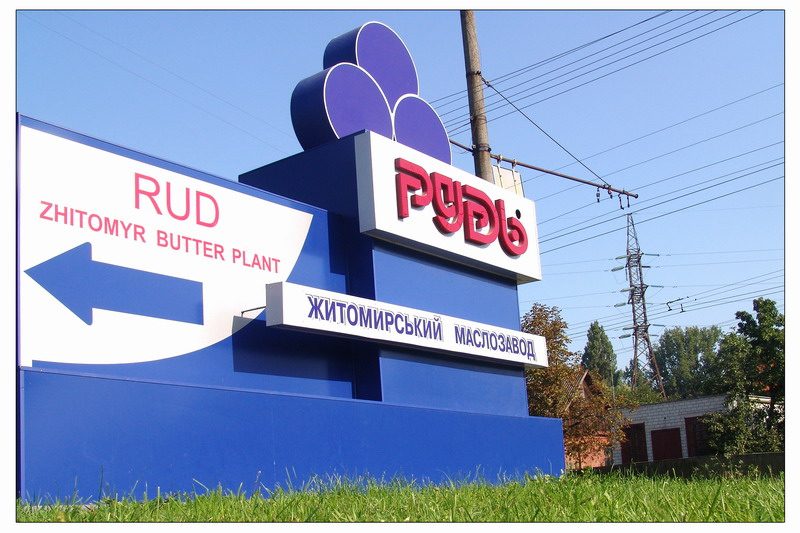 RUD
ZHITOMYR BUTTER PLANT
РУДЬ
ЖИТОМИРСЬКИЙ МАСЛОЗАВОД